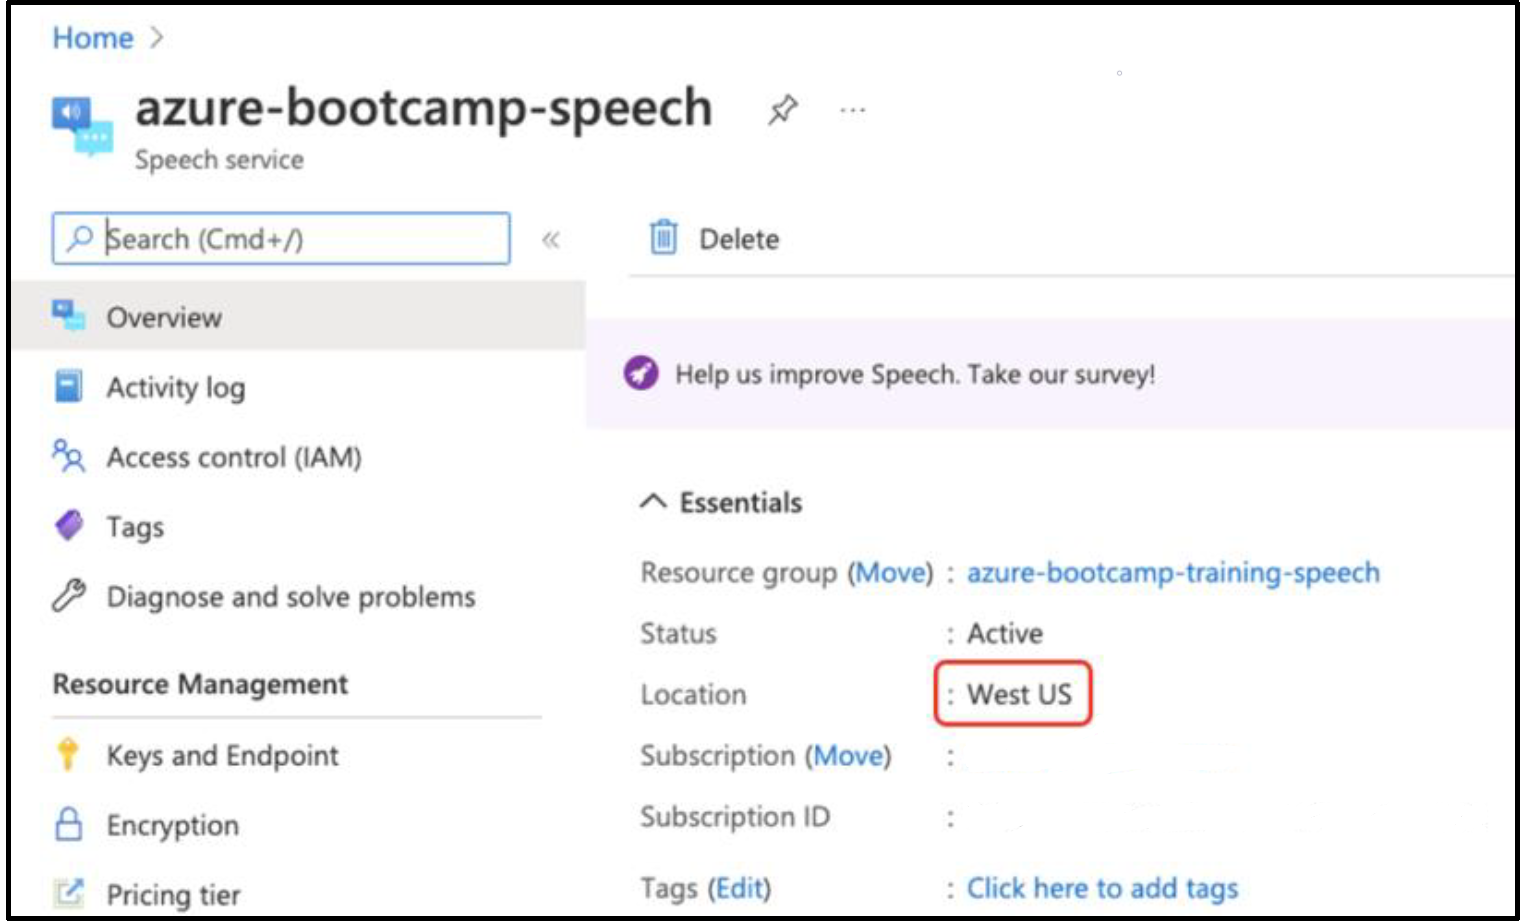 Home >
azure-bootcamp-speech ...
Speech service
Search (Cmd+/) «
Delete
Overview
Help us improve Speech. Take our survey!
Activity log
Access control (IAM)
Tags
Diagnose and solve problems
Resource Management
Keys and Endpoint
Encryption
Pricing tier
Essentials
Resource group (Move) : azure-bootcamp-training-speech
Status : Active
Location : West US
Subscription (Move) :
Subscription ID :
Tags (Edit) : Click here to add tags